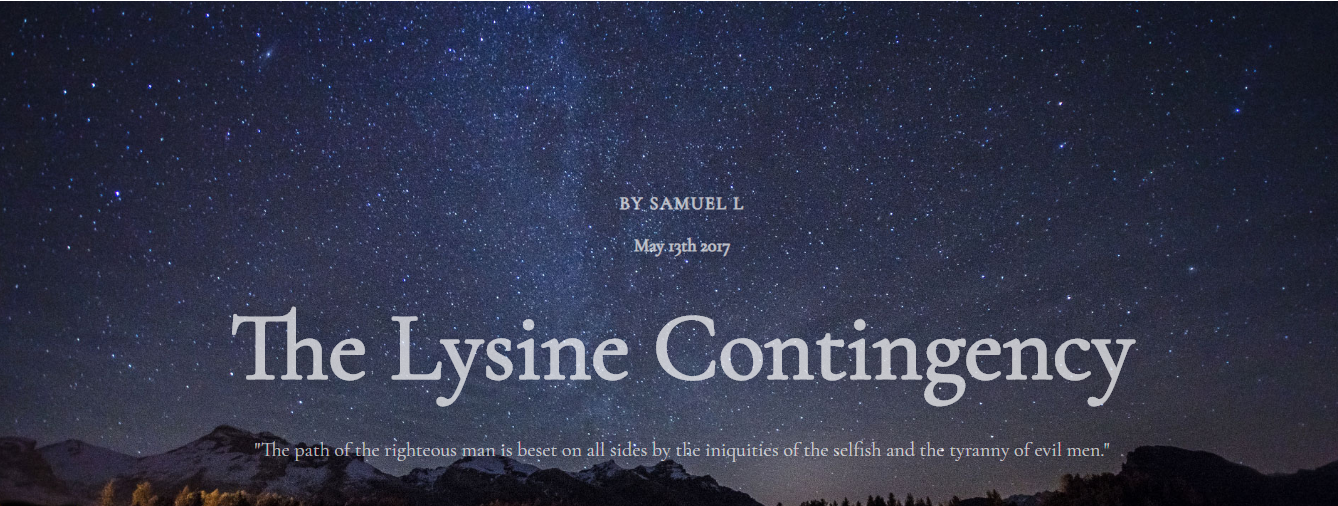 BY SAMUEL L
May 13th 2017
The Lysine Contingency
"The path of the righteous man is beset on all sides by the iniquities of the selfish and the tyranny of evil men."